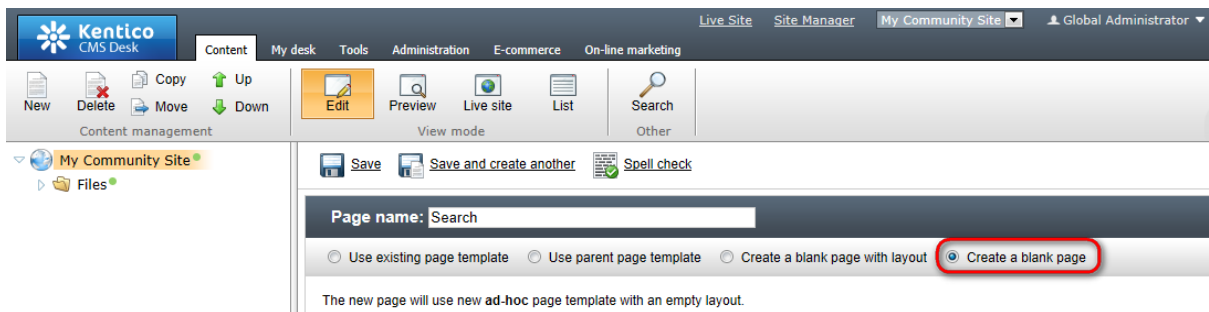 Live Site Site Manager My Community Site Global Administrator
Kentico
CMS Desk
Content My desk Tools Administration E-commerce On-line marketing
Copy Up
New Delete Move Down Edit Preview Live site List Search
Content management View mode Other
My Community Site
Files
Save Save and create another Spell check
Page name: Search
Use existing page template Use parent page template Create a blank page with layout Create a blank page
The new page will use new ad-hoc page template with an empty layout.